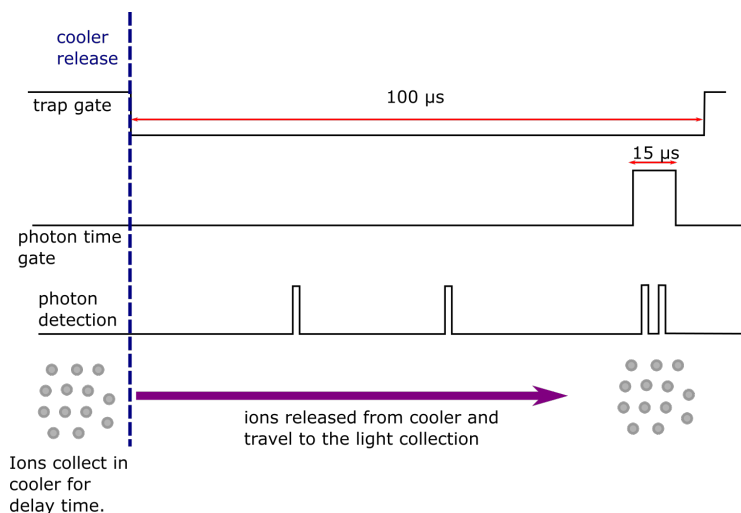 cooler
release
trap gate
100 μs
15 μs
photon time
gate
photon
detection
ions released from cooler and
travel to the light collection
Ions collect in
cooler for
delay time.